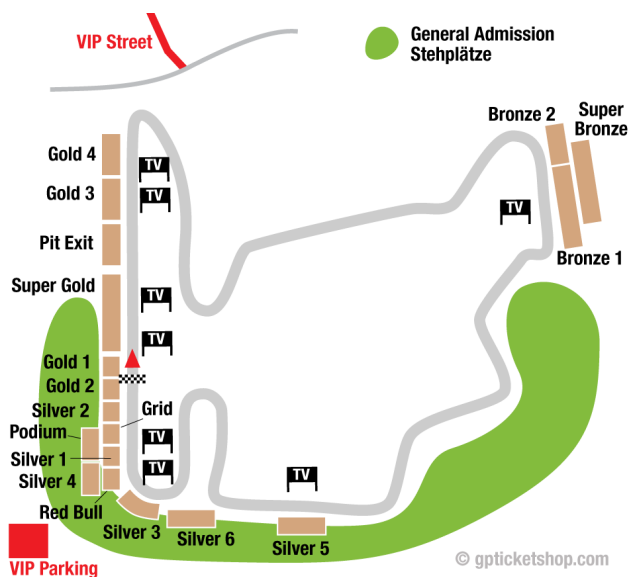 VIP Street
General Admission
Stehplätze
Bronze 2
Super
Bronze
Gold 4
TV
Gold 3
TV
TV
Pit Exit
Bronze 1
Super Gold
TV
TV
Gold 1
Gold 2
Silver 2
Grid
Podium
TV
Silver 1
TV
TV
Silver 4
Red Bull
Silver 3
Silver 6
Silver 5
VIP Parking
© gpticketshop.com